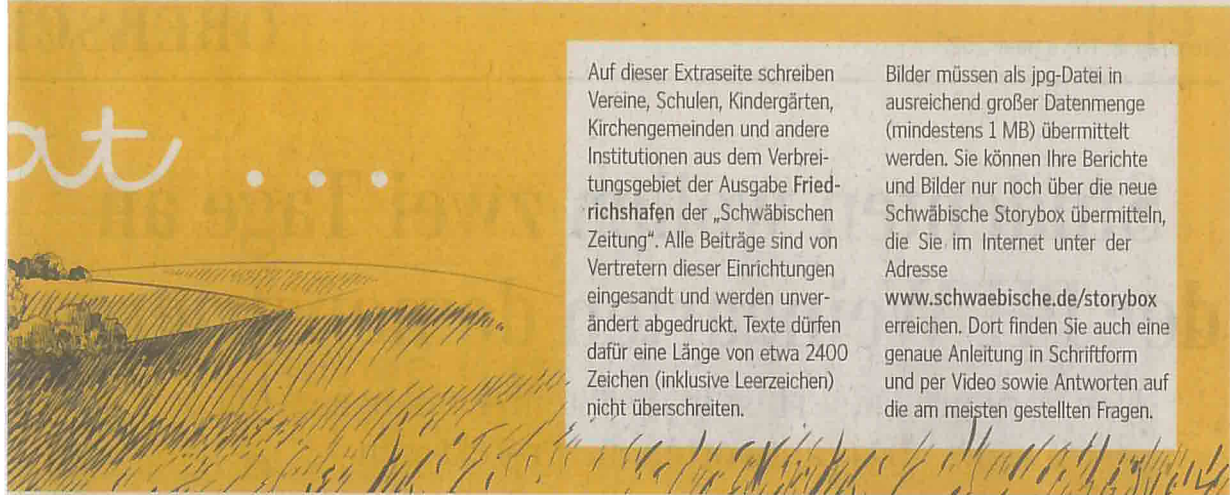 at ...
Auf dieser Extraseite schreiben
Vereine, Schulen, Kindergärten,
Kirchengemeinden und andere
Institutionen aus dem Verbrei-
tungsgebiet der Ausgabe Fried-
richshafen der „Schwäbischen
Zeitung“. Alle Beiträge sind von
Vertretern dieser Einrichtungen
eingesandt und werden unver-
ändert abgedruckt. Texte dürfen
dafür eine Länge von etwa 2400
Zeichen (inklusive Leerzeichen)
nicht überschreiten.
Bilder müssen als jpg-Datei in
ausreichend großer Datenmenge
(mindestens 1 MB) übermittelt
werden. Sie können Ihre Berichte
und Bilder nur noch über die neue
Schwäbische Storybox übermitteln,
die Sie im Internet unter der
Adresse
www.schwaebische.de/storybox
erreichen. Dort finden Sie auch eine
genaue Anleitung in Schriftform
und per Video sowie Antworten auf
die am meisten gestellten Fragen.